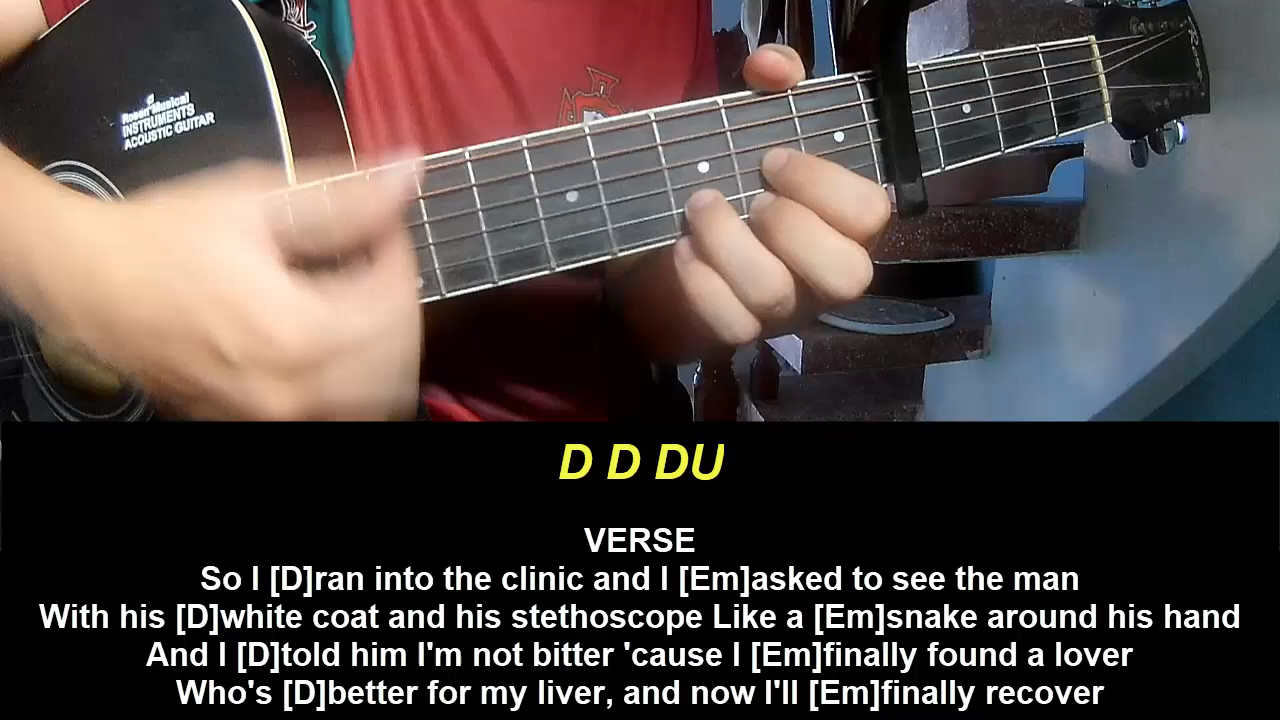 INSTRUMENTS
ACOUSTIC GUITAR
D D DU
VERSE
So I [D]ran into the clinic and I [Em]asked to see the man
With his [D]white coat and his stethoscope Like a [Em]snake around his hand
And I [D]told him I'm not bitter 'cause I [Em]finally found a lover
Who's [D]better for my liver, and now I'll [Em]finally recover